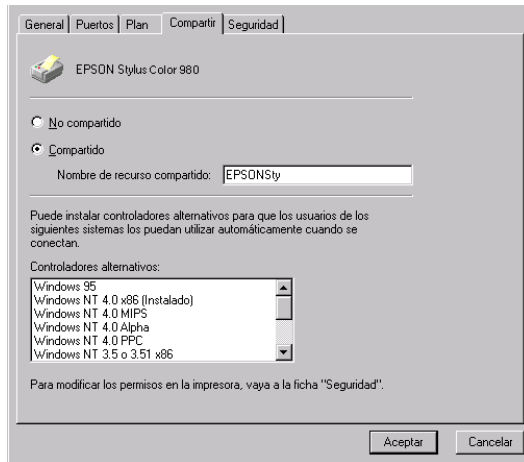 General Puertos Plan Compartir Seguridad
EPSON Stylus Color 980
No compartido
Compartido
Nombre de recurso compartido: EPSONSty
Puede instalar controladores alternativos para que los usuarios de los
siguientes sistemas los puedan utilizar automáticamente cuando se
conectan.
Controladores alternativos:
Windows 95
Windows NT 4.0 x86 (Instalado)
Windows NT 4.0 MIPS
Windows NT 4.0 Alpha
Windows NT 4.0 PPC
Windows NT 3.5 o 3.51 x86
Para modificar los permisos en la impresora, vaya a la ficha "Seguridad".
Aceptar Cancelar